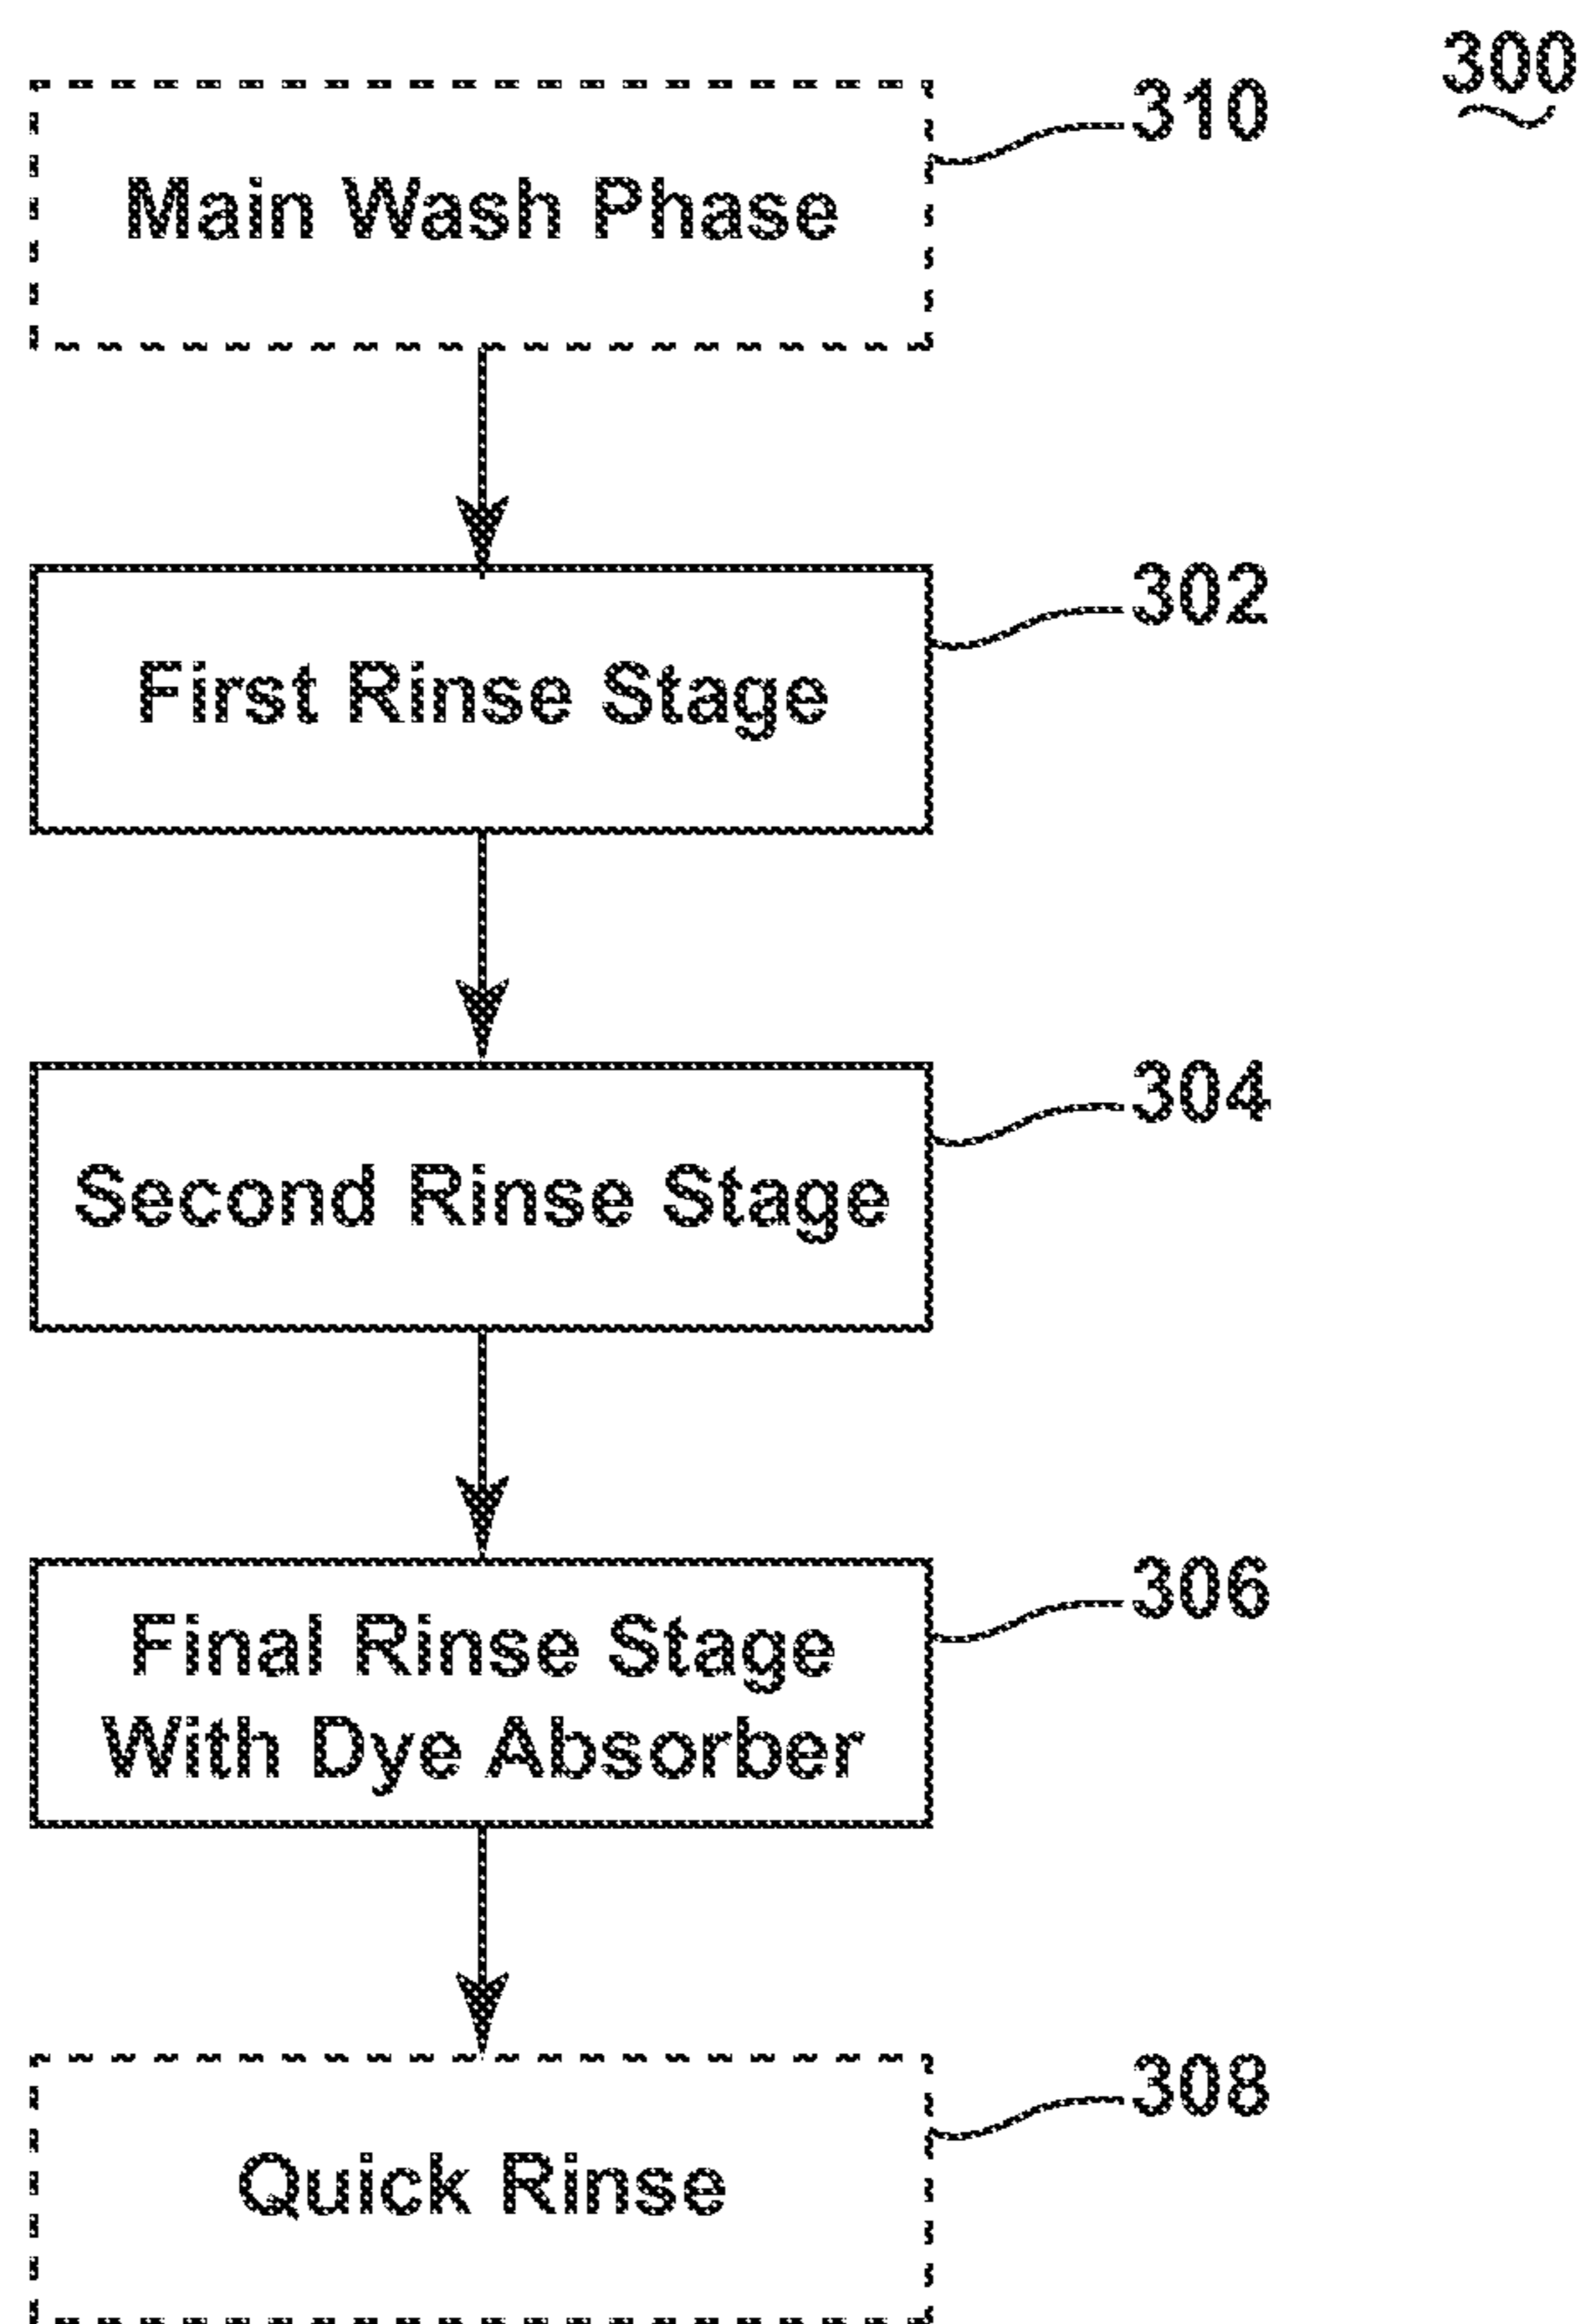 300
310
Main Wash Phase
302
First Rinse Stage
304
Second Rinse Stage
306
Final Rinse Stage
With Dye Absorber
308
Quick Rinse